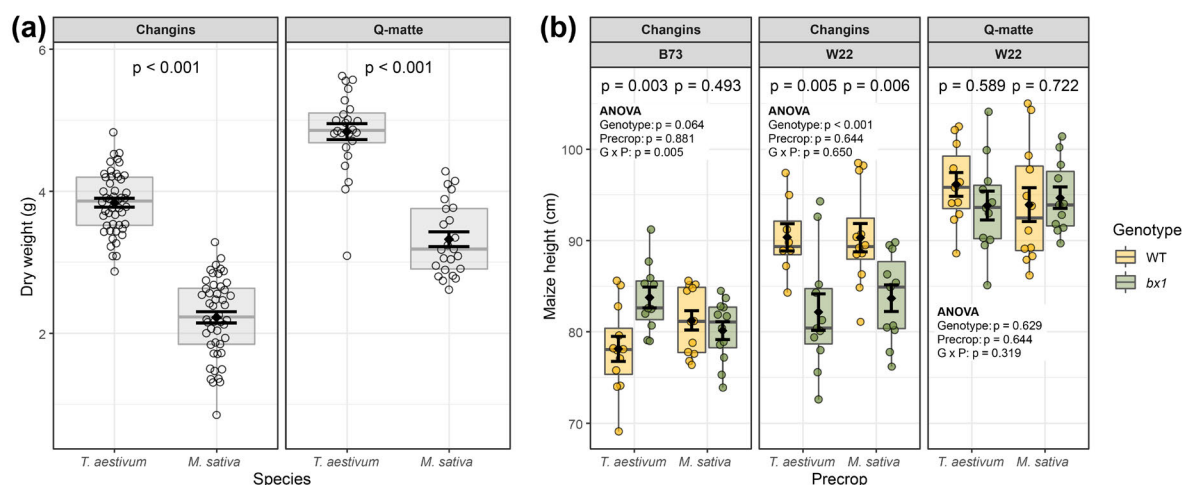 (a)
Changins
Q-matte
p < 0.001
p < 0.001
6
4
2
Dry weight (g)
T. aestivum
M. sativa
T. aestivum
M. sativa
Species
(b)
Changins
Changins
Q-matte
B73
W22
W22
p = 0.003
p = 0.493
p = 0.005
p = 0.006
p = 0.589
p = 0.722
ANOVA
Genotype: p = 0.064
Precrop: p = 0.881
G x P: p = 0.005
ANOVA
Genotype: p < 0.001
Precrop: p = 0.644
G x P: p = 0.650
ANOVA
Genotype: p = 0.629
Precrop: p = 0.644
G x P: p = 0.319
100
90
80
70
Maize height (cm)
T. aestivum
M. sativa
T. aestivum
M. sativa
T. aestivum
M. sativa
Precrop
Genotype
WT
bx1